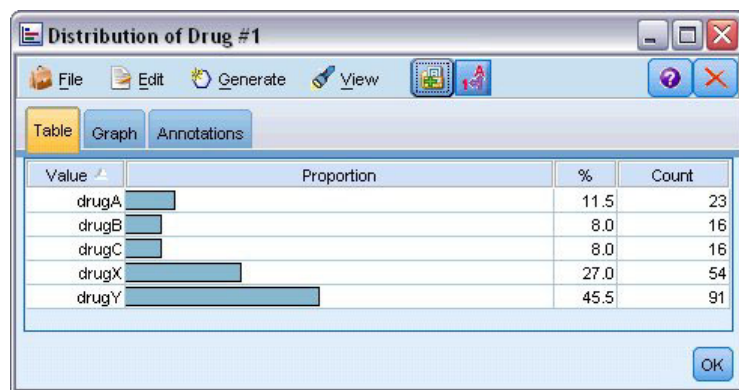 Distribution of Drug #1
File Edit Generate View
Table Graph Annotations
Value Proportion % Count
drugA 11.5 23
drugB 8.0 16
drugC 8.0 16
drugX 27.0 54
drugY 45.5 91
OK